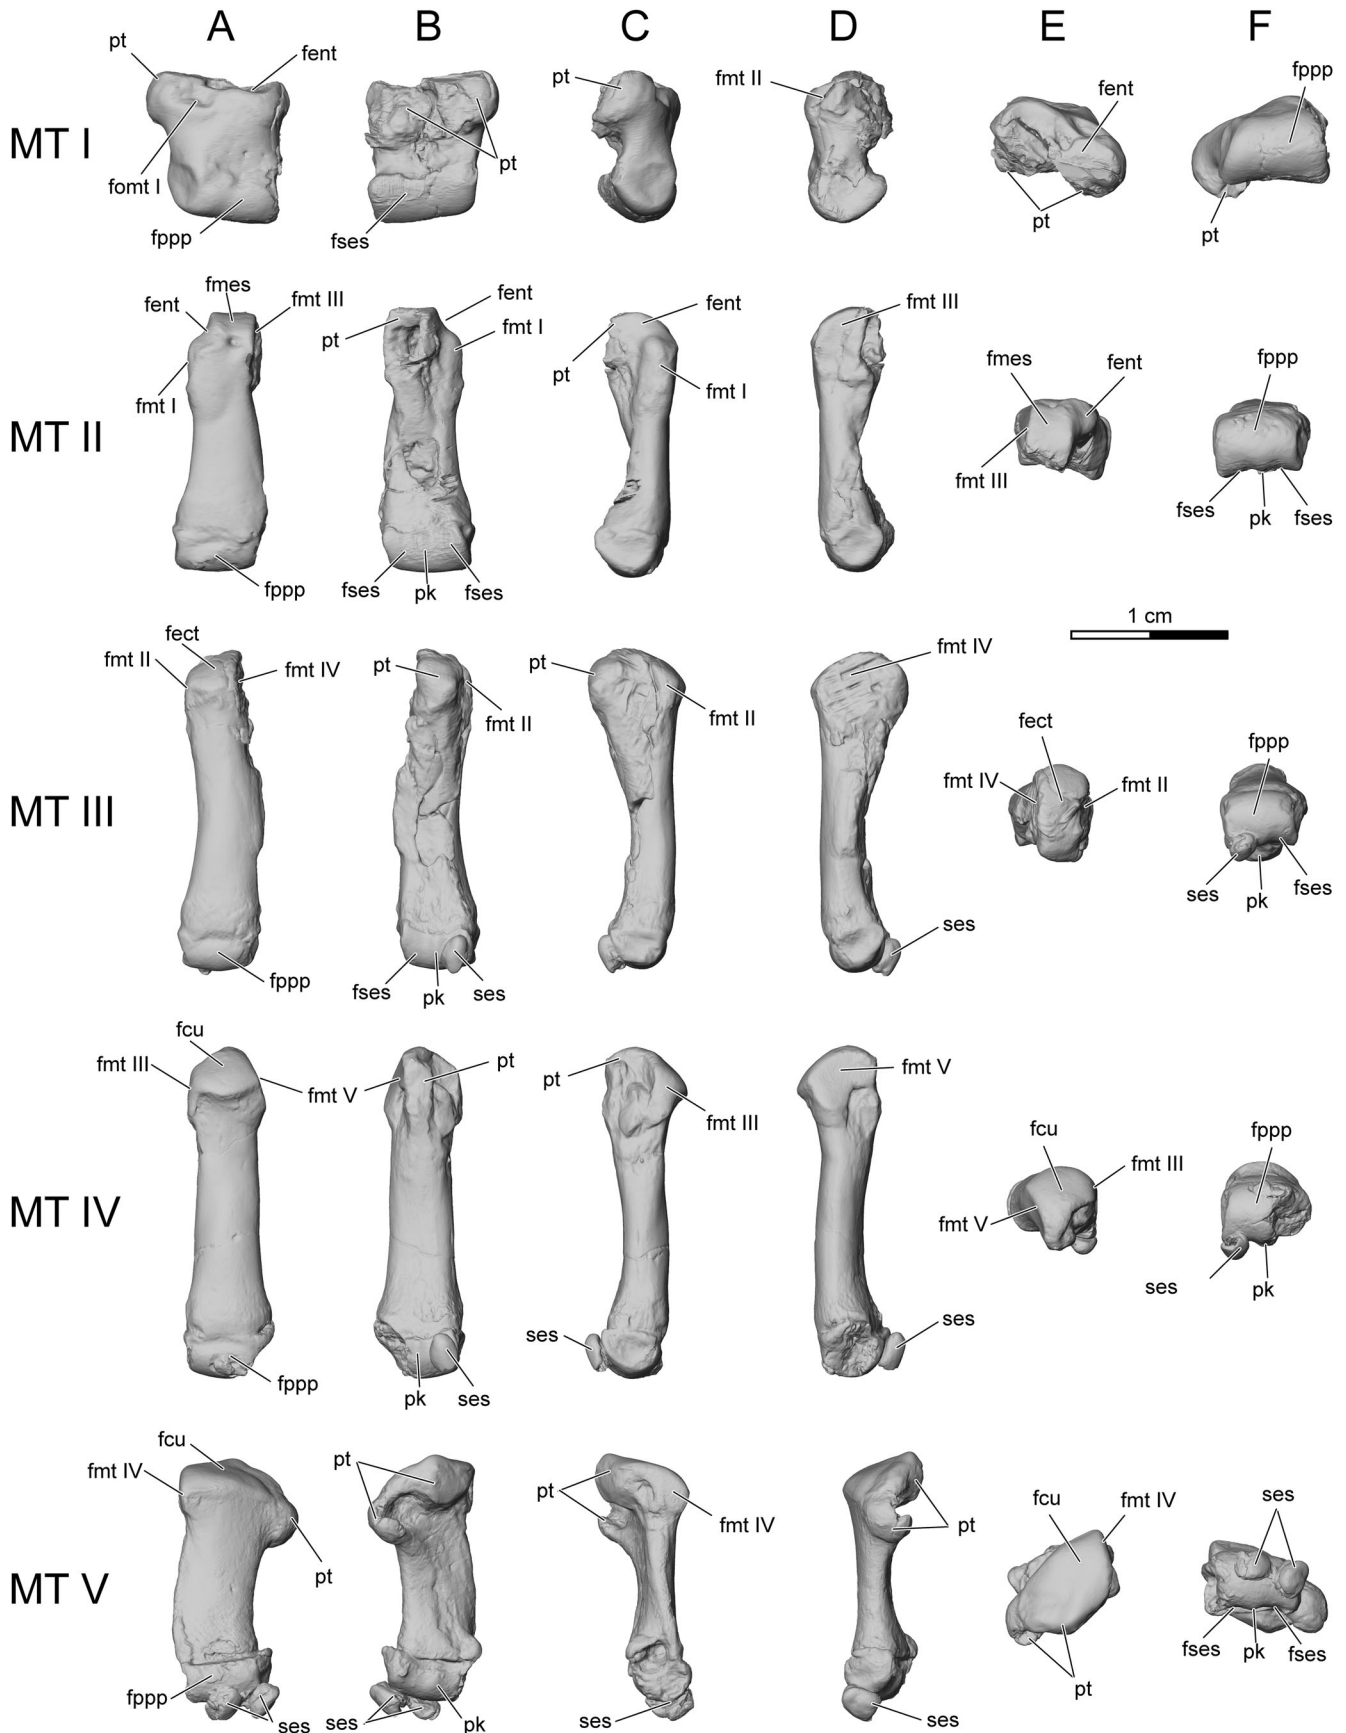 A B C D E F
MT I
pt
fent
fomt I
fppp
pt
fses
pt
fmt II
fent
pt
fppp
pt
MT II
fmes
fent
fmt III
fmt I
fppp
fent
pt
fmt I
fses
pk
fses
fent
pt
fmt I
fmt III
fmes
fent
fmt III
fppp
fses
pk
fses
1 cm
MT III
fect
fmt II
fmt IV
fppp
pt
fmt II
fses
pk
ses
pt
fmt II
fmt IV
ses
fect
fmt IV
fmt II
fppp
ses
pk
fses
MT IV
fcu
fmt III
fmt V
fppp
pt
pk
ses
pt
fmt III
ses
fmt V
ses
fcu
fmt III
fmt V
fppp
ses
pk
MT V
fcu
fmt IV
pt
fppp
ses
pt
ses
pk
pt
fmt IV
ses
pt
ses
fcu
fmt IV
pt
ses
fses
pk
fses